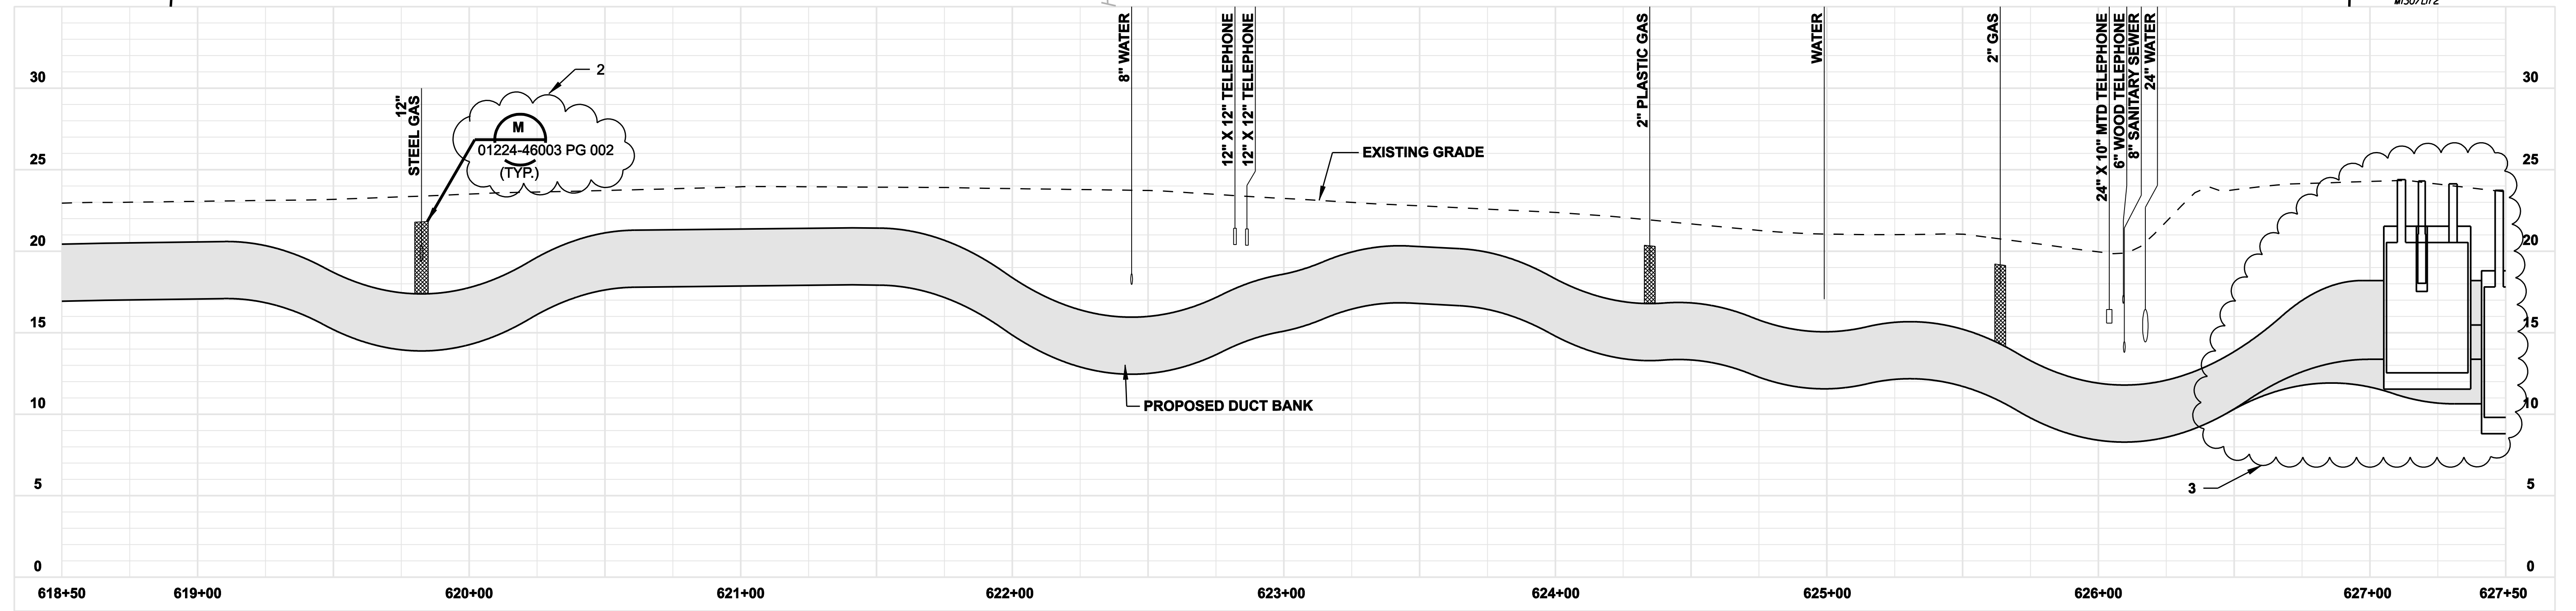 8" WATER
12" X 12" TELEPHONE
12" X 12" TELEPHONE
2" PLASTIC GAS
WATER
2" GAS
24" X 10" MTD TELEPHONE
6" WOOD TELEPHONE
8" SANITARY SEWER
24" WATER
30
2
30
12"
STEEL GAS
M
01224-46003 PG 002
(TYP.)
25
EXISTING GRADE
25
20
20
15
15
10
PROPOSED DUCT BANK
10
5
3
5
0
0
618+50
619+00
620+00
621+00
622+00
623+00
624+00
625+00
626+00
627+00
627+50